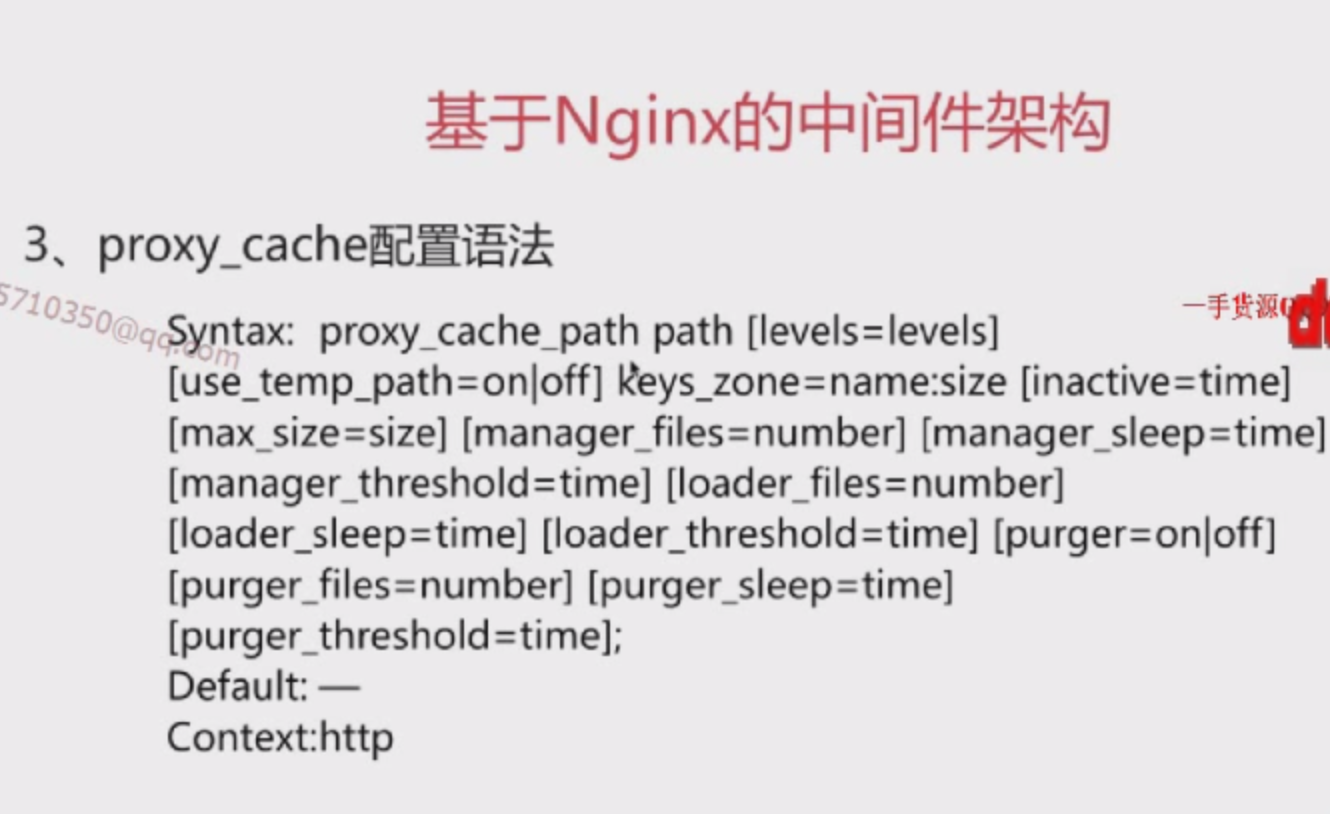 基于Nginx的中间件架构
3、proxy_cache配置语法
5710350@qq.com
一手货源
Syntax:  proxy_cache_path path [levels=levels]
[use_temp_path=on|off] keys_zone=name:size [inactive=time]
[max_size=size] [manager_files=number] [manager_sleep=time]
[manager_threshold=time] [loader_files=number]
[loader_sleep=time] [loader_threshold=time] [purger=on|off]
[purger_files=number] [purger_sleep=time]
[purger_threshold=time];
Default: —
Context:http